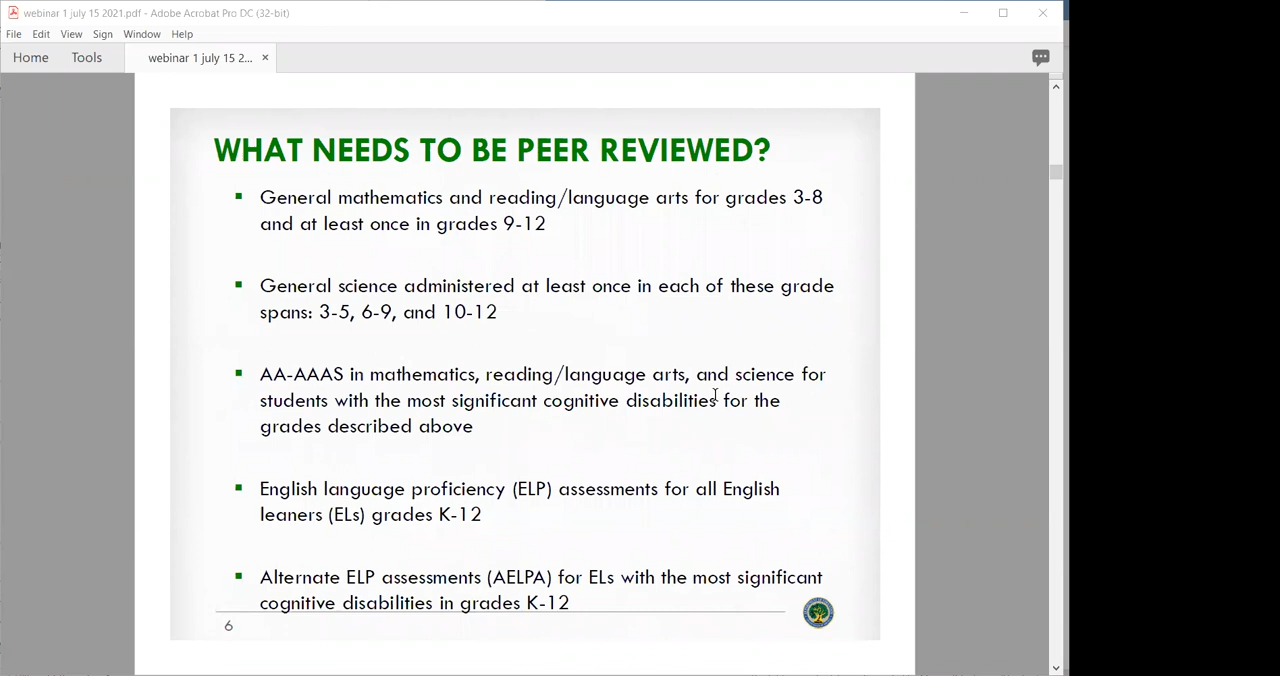 webinar 1 july 15 2021.pdf - Adobe Acrobat Pro DC (32-bit)
File Edit View Sign Window Help
Home Tools webinar 1 july 15 2... ×
WHAT NEEDS TO BE PEER REVIEWED?
▪ General mathematics and reading/language arts for grades 3-8
and at least once in grades 9-12
▪ General science administered at least once in each of these grade
spans: 3-5, 6-9, and 10-12
▪ AA-AAAS in mathematics, reading/language arts, and science for
students with the most significant cognitive disabilities for the
grades described above
▪ English language proficiency (ELP) assessments for all English
leaners (ELs) grades K-12
▪ Alternate ELP assessments (AELPA) for ELs with the most significant
cognitive disabilities in grades K-12
6